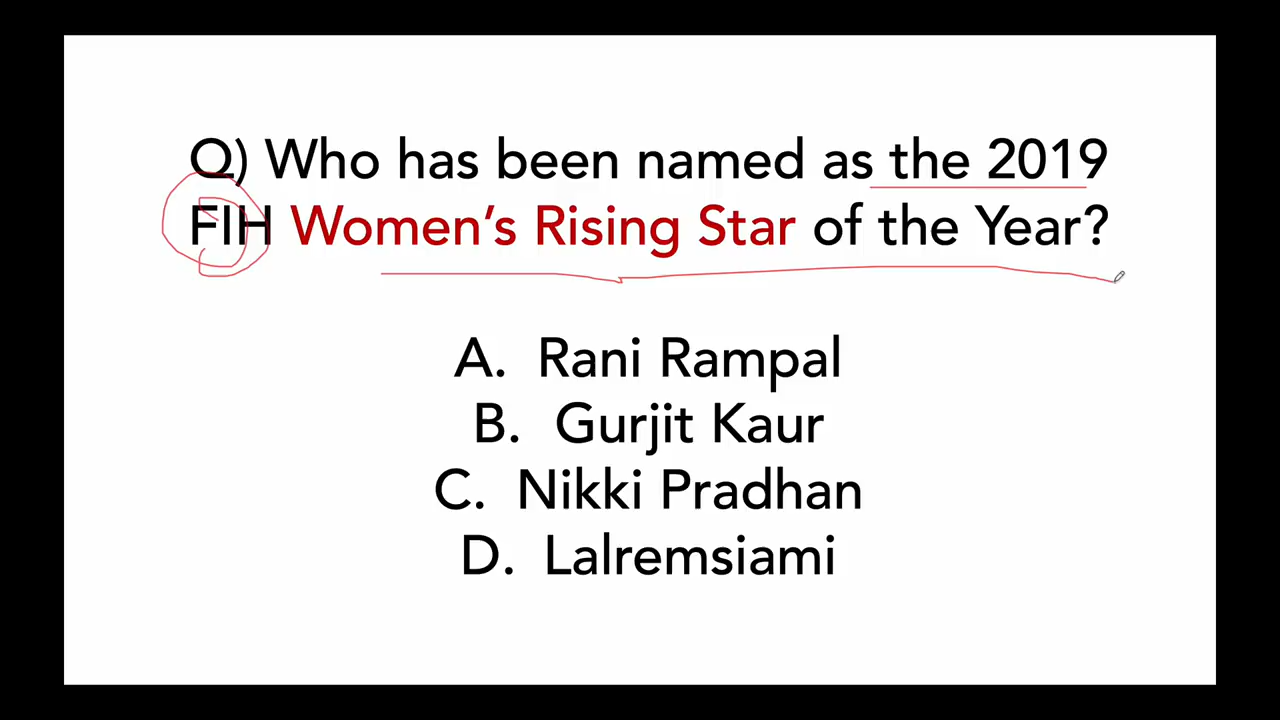 Q) Who has been named as the 2019
FIH Women's Rising Star of the Year?
A. Rani Rampal
B. Gurjit Kaur
C. Nikki Pradhan
D. Lalremsiami